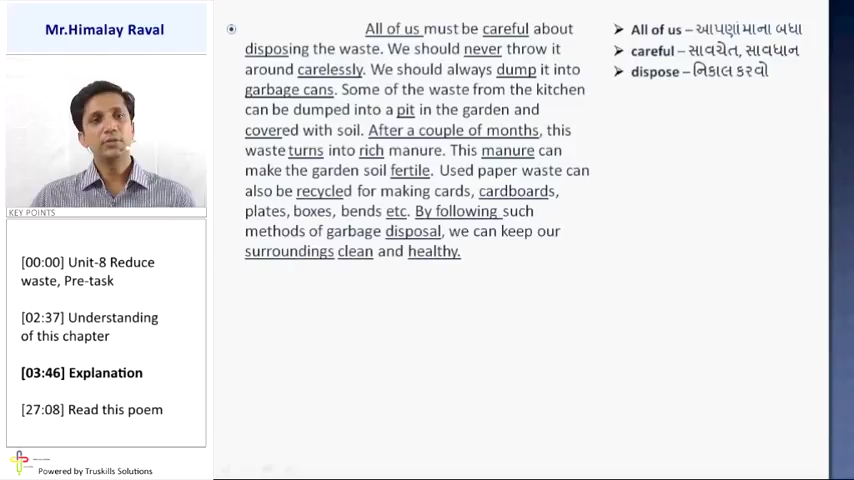 Mr.Himalay Raval
KEY POINTS
[00:00] Unit-8 Reduce
waste, Pre-task
[02:37] Understanding
of this chapter
[03:46] Explanation
[27:08] Read this poem
Powered by Truskills Solutions
All of us must be careful about
disposing the waste. We should never throw it
around carelessly. We should always dump it into
garbage cans. Some of the waste from the kitchen
can be dumped into a pit in the garden and
covered with soil. After a couple of months, this
waste turns into rich manure. This manure can
make the garden soil fertile. Used paper waste can
also be recycled for making cards, cardboards,
plates, boxes, bends etc. By following such
methods of garbage disposal, we can keep our
surroundings clean and healthy.
➢ All of us – આપણાંમાના બધા
➢ careful – સાવચેત, સાવધાન
➢ dispose – નિકાલ કરવો